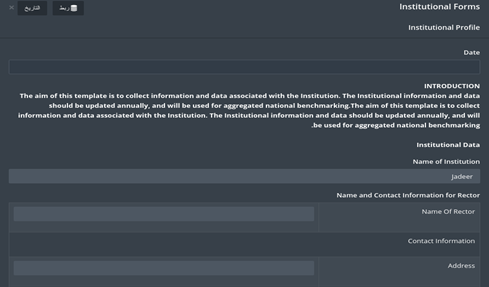 Institutional Forms
ربط
التاريخ
×
Institutional Profile
Date
INTRODUCTION
The aim of this template is to collect information and data associated with the Institution. The Institutional information and data
should be updated annually, and will be used for aggregated national benchmarking.The aim of this template is to collect
information and data associated with the Institution. The Institutional information and data should be updated annually, and will
.be used for aggregated national benchmarking
Institutional Data
Name of Institution
Jadeer
Name and Contact Information for Rector
Name Of Rector
Contact Information
Address